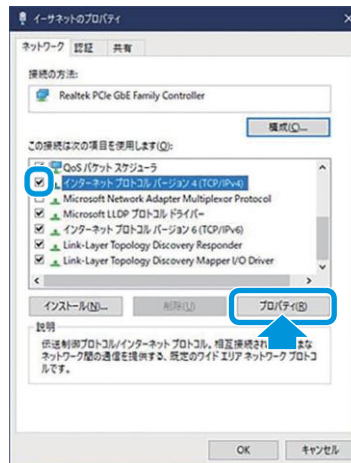 イーサネットのプロパティ
ネットワーク 認証 共有
接続の方法:
Realtek PCIe GbE Family Controller
構成(C)...
この接続は次の項目を使用します(O):
QoS パケット スケジューラ
インターネット プロトコル バージョン 4 (TCP/IPv4)
Microsoft Network Adapter Multiplexor Protocol
Microsoft LLDP プロトコル ドライバー
インターネット プロトコル バージョン 6 (TCP/IPv6)
Link-Layer Topology Discovery Responder
Link-Layer Topology Discovery Mapper I/O Driver
インストール(N)... 削除(U) プロパティ(R)
説明
伝送制御プロトコル/インターネット プロトコル。相互接続され まな
ネットワーク間の通信を提供する、既定のワイド エリア ネットワーク プロトコ
ルです。
OK キャンセル